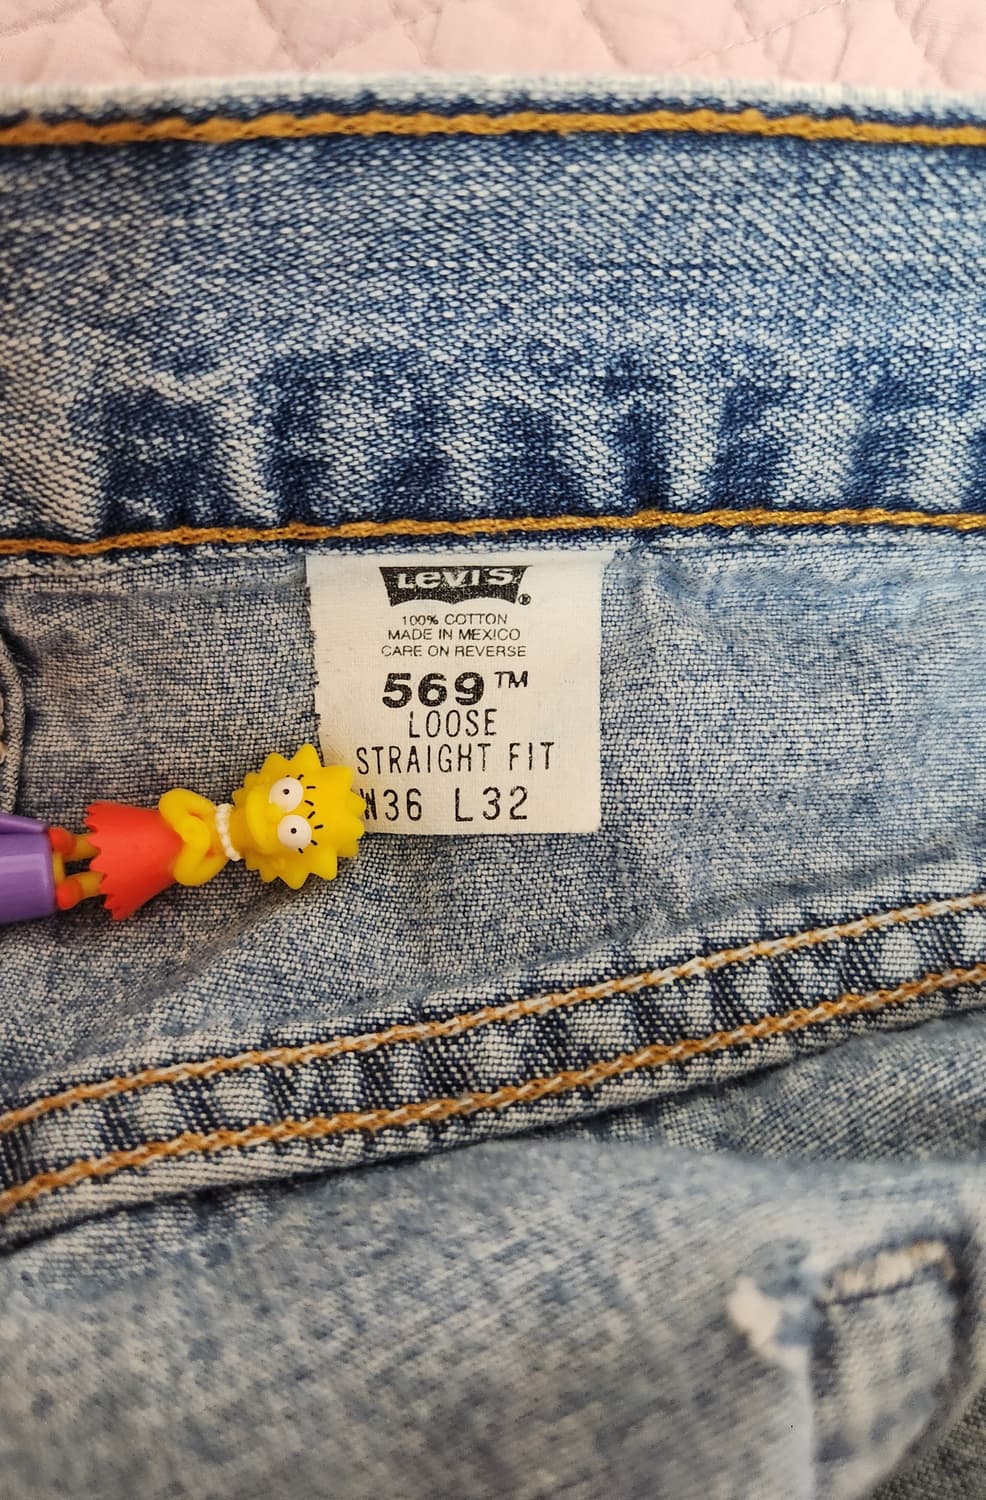 Levi's®
100% COTTON
MADE IN MEXICO
CARE ON REVERSE
569™
LOOSE
STRAIGHT FIT
W36 L32